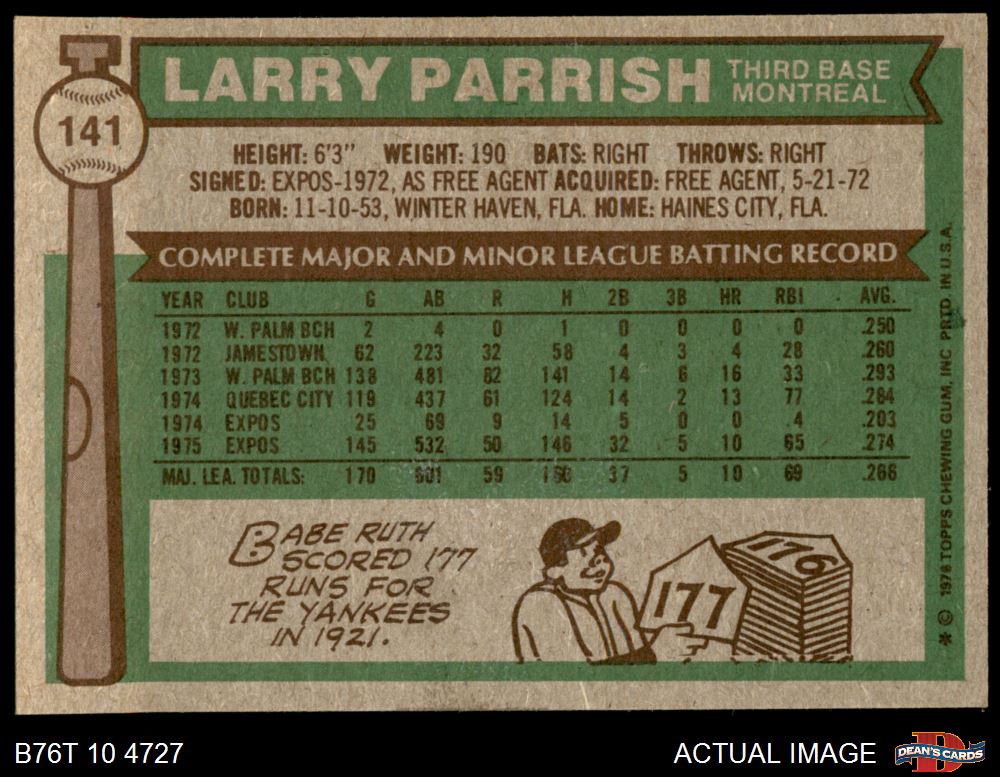 141
LARRY PARRISH THIRD BASE
MONTREAL
HEIGHT: 6'3" WEIGHT: 190 BATS: RIGHT THROWS: RIGHT
SIGNED: EXPOS-1972, AS FREE AGENT ACQUIRED: FREE AGENT, 5-21-72
BORN: 11-10-53, WINTER HAVEN, FLA. HOME: HAINES CITY, FLA.
COMPLETE MAJOR AND MINOR LEAGUE BATTING RECORD
YEAR CLUB G AB R H 2B 3B HR RBI AVG.
1972 W. PALM BCH 2 4 0 1 0 0 0 0 .250
1972 JAMESTOWN 62 223 32 58 4 3 4 28 .260
1973 W. PALM BCH 138 481 82 141 14 6 16 33 .293
1974 QUEBEC CITY 119 437 61 124 14 2 13 77 .284
1974 EXPOS 25 69 9 14 5 0 0 4 .203
1975 EXPOS 145 532 50 146 32 5 10 65 .274
MAJ. LEA. TOTALS: 170 601 59 160 37 5 10 69 .266
BABE RUTH
SCORED 177
RUNS FOR
THE YANKEES
IN 1921.
177
176
* © 1976 TOPPS CHEWING GUM, INC. PRTD. IN U.S.A.
B76T 10 4727
ACTUAL IMAGE
D
DEAN'S CARDS